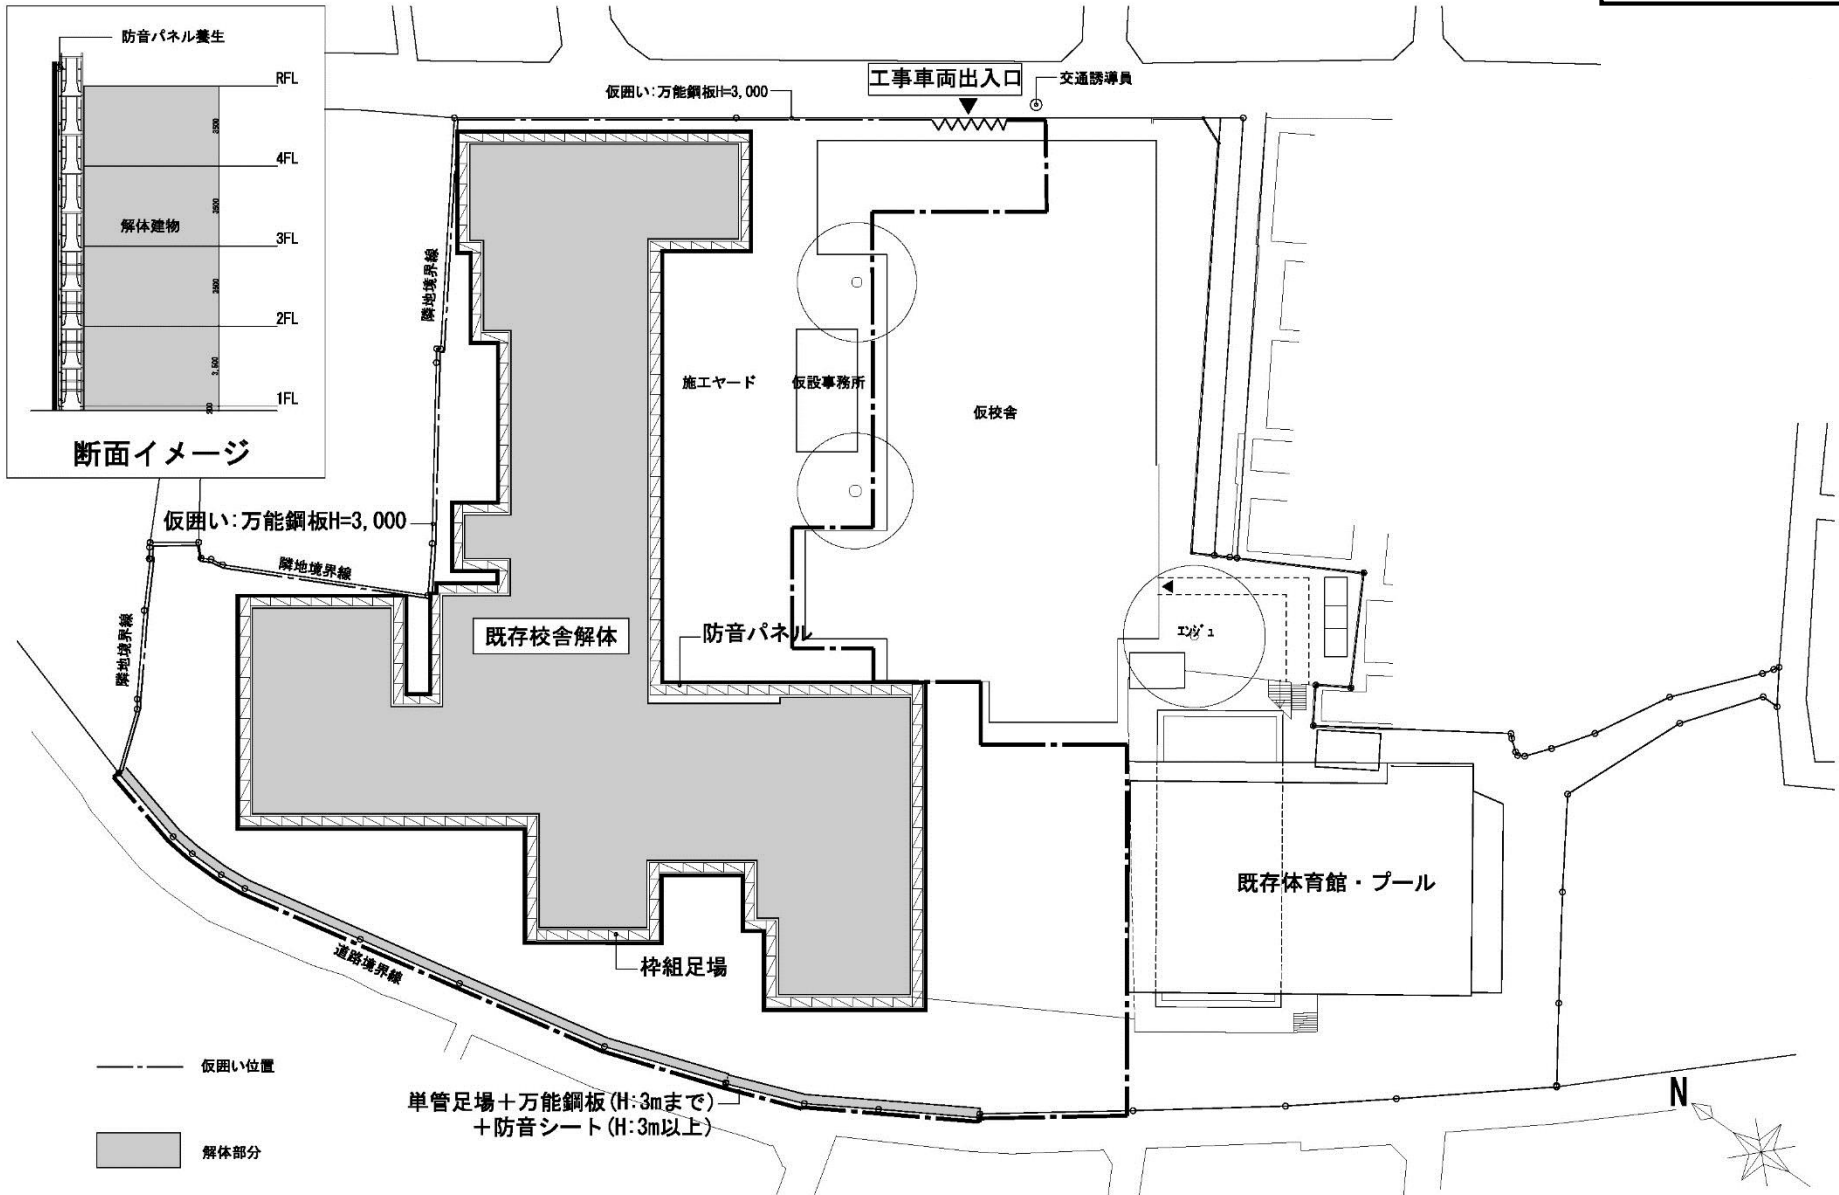 防音パネル養生
RFL
3500
4FL
3500
解体建物
3FL
3500
2FL
3,500
1FL
断面イメージ
工事車両出入口
交通誘導員
仮囲い:万能鋼板H=3,000
隣地境界線
施工ヤード
仮設事務所
仮校舎
仮囲い:万能鋼板H=3,000
隣地境界線
隣地境界線
既存校舎解体
防音パネル
エンジュ
既存体育館・プール
枠組足場
道路境界線
仮囲い位置
単管足場+万能鋼板(H:3mまで)
+防音シート(H:3m以上)
解体部分
N